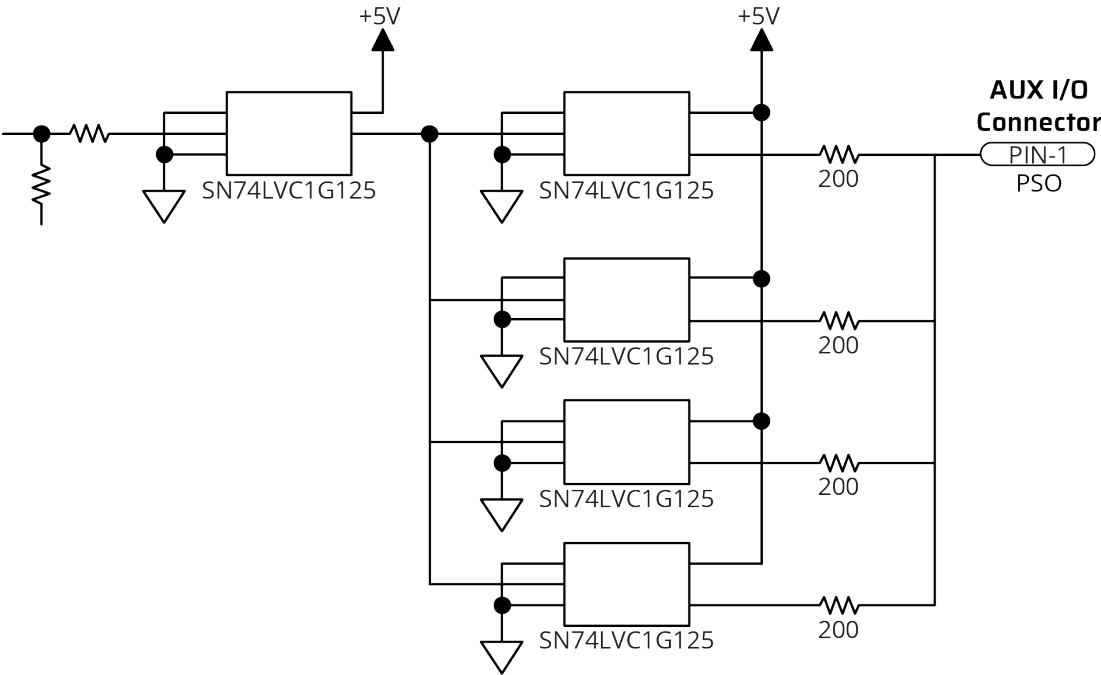 +5V
+5V
AUX I/O
Connector
PIN-1
PSO
SN74LVC1G125
SN74LVC1G125
200
SN74LVC1G125
200
SN74LVC1G125
200
SN74LVC1G125
200